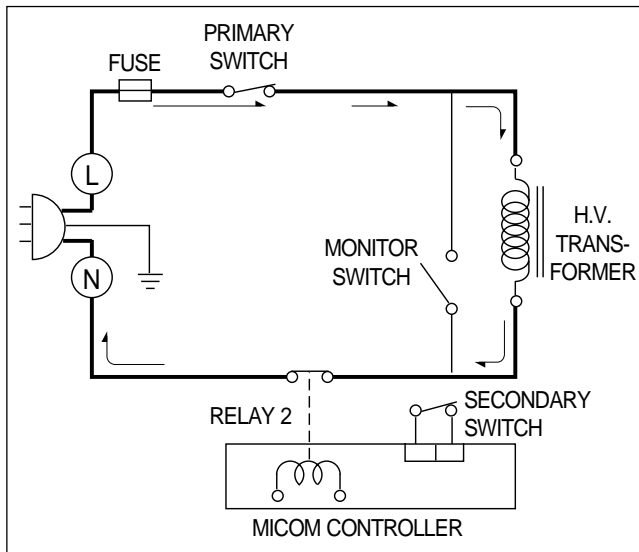 PRIMARY
SWITCH
FUSE
L
H.V.
TRANS-
FORMER
MONITOR
SWITCH
N
RELAY 2
SECONDARY
SWITCH
MICOM CONTROLLER